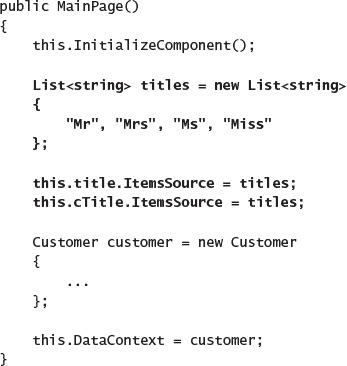 public MainPage()
{
    this.InitializeComponent();

    List<string> titles = new List<string>
    {
        "Mr", "Mrs", "Ms", "Miss"
    };

    this.title.ItemsSource = titles;
    this.cTitle.ItemsSource = titles;

    Customer customer = new Customer
    {
        ...
    };

    this.DataContext = customer;
}